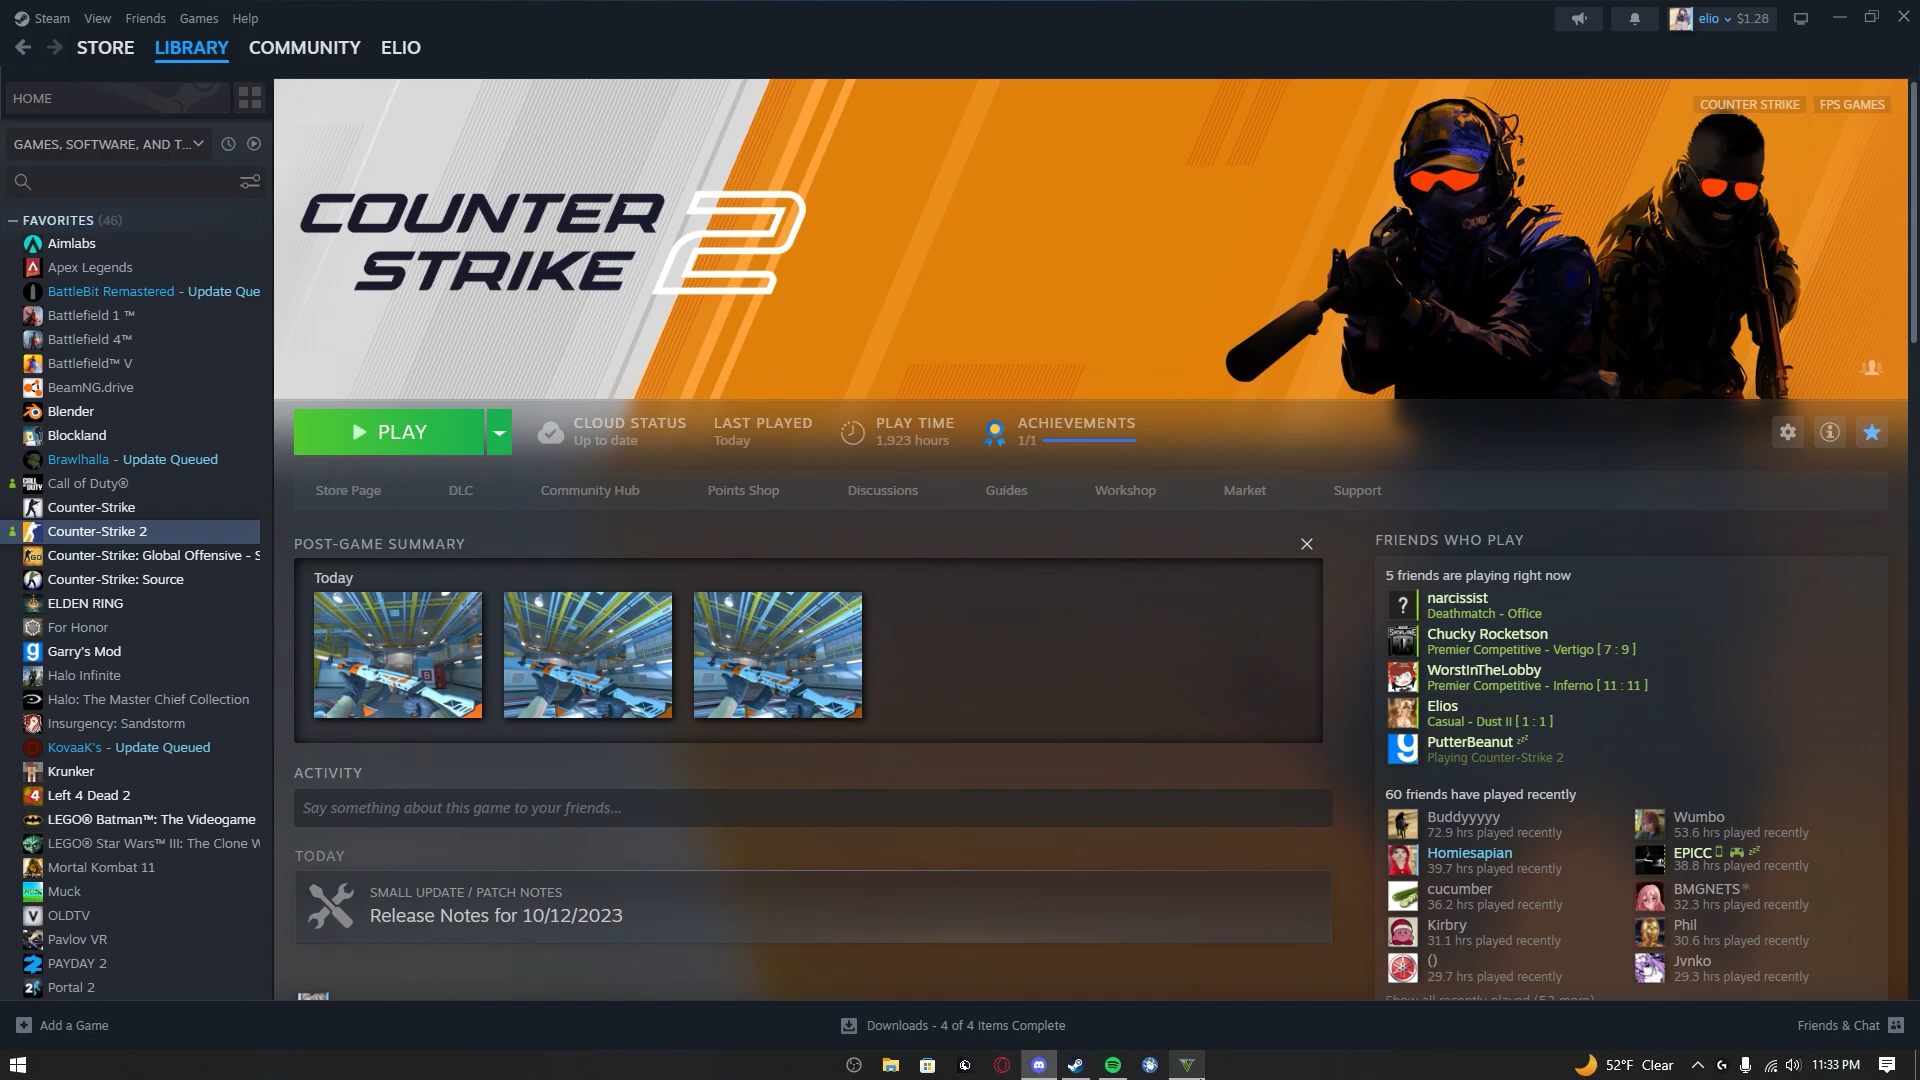 Steam View Friends Games Help
elio $1.28
STORE LIBRARY COMMUNITY ELIO
HOME
GAMES, SOFTWARE, AND T...
FAVORITES (46)
Aimlabs
Apex Legends
BattleBit Remastered - Update Que
Battlefield 1 ™
Battlefield 4™
Battlefield™ V
BeamNG.drive
Blender
Blockland
Brawlhalla - Update Queued
Call of Duty®
Counter-Strike
Counter-Strike 2
Counter-Strike: Global Offensive - S
Counter-Strike: Source
ELDEN RING
For Honor
Garry's Mod
Halo Infinite
Halo: The Master Chief Collection
Insurgency: Sandstorm
KovaaK's - Update Queued
Krunker
Left 4 Dead 2
LEGO® Batman™: The Videogame
LEGO® Star Wars™ III: The Clone W
Mortal Kombat 11
Muck
OLDTV
Pavlov VR
PAYDAY 2
Portal 2
COUNTER STRIKE FPS GAMES
COUNTER
STRIKE 2
PLAY
CLOUD STATUS
Up to date
LAST PLAYED
Today
PLAY TIME
1,923 hours
ACHIEVEMENTS
1/1
Store Page DLC Community Hub Points Shop Discussions Guides Workshop Market Support
POST-GAME SUMMARY
Today
ACTIVITY
Say something about this game to your friends...
TODAY
SMALL UPDATE / PATCH NOTES
Release Notes for 10/12/2023
FRIENDS WHO PLAY
5 friends are playing right now
narcissist
Deathmatch - Office
Chucky Rocketson
Premier Competitive - Vertigo [ 7 : 9 ]
WorstInTheLobby
Premier Competitive - Inferno [ 11 : 11 ]
Elios
Casual - Dust II [ 1 : 1 ]
PutterBeanut zzz
Playing Counter-Strike 2
60 friends have played recently
Buddyyyyy
72.9 hrs played recently
Wumbo
53.6 hrs played recently
Homiesapian
39.7 hrs played recently
EPICC zzz
38.8 hrs played recently
cucumber
36.2 hrs played recently
BMGNETS*
32.3 hrs played recently
Kirbry
31.1 hrs played recently
Phil
30.6 hrs played recently
()
29.7 hrs played recently
Jvnko
29.3 hrs played recently
Show all recently played (52 more)
Add a Game
Downloads - 4 of 4 Items Complete
Friends & Chat
52°F Clear
11:33 PM